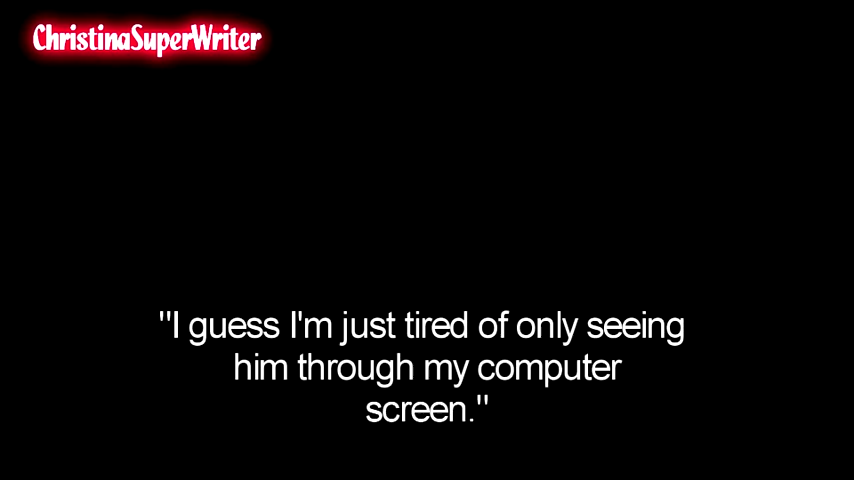 ChristinaSuperWriter
"I guess I'm just tired of only seeing
him through my computer
screen."